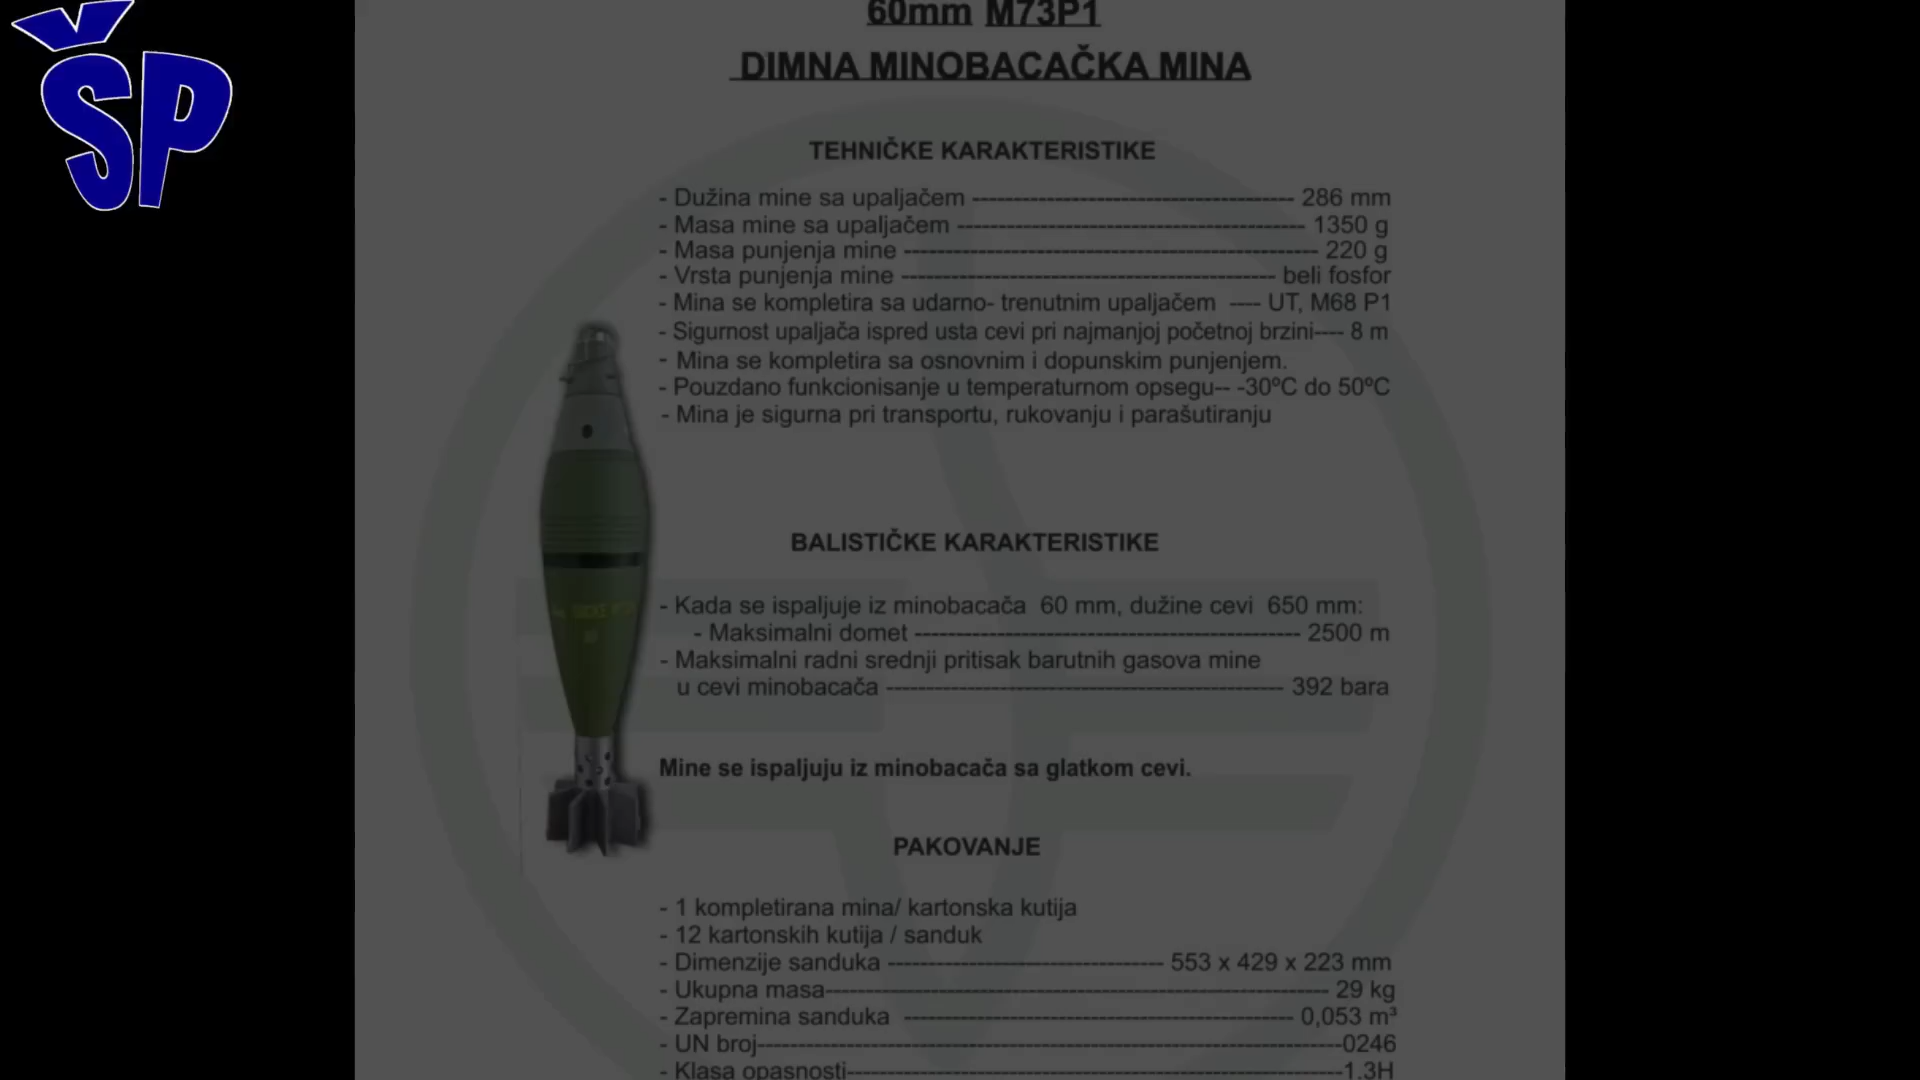 ŠP
60mm M73P1
DIMNA MINOBACAČKA MINA
TEHNIČKE KARAKTERISTIKE
- Dužina mine sa upaljačem ---------------------------------------- 286 mm
- Masa mine sa upaljačem ------------------------------------------- 1350 g
- Masa punjenja mine --------------------------------------------------- 220 g
- Vrsta punjenja mine ---------------------------------------------- beli fosfor
- Mina se kompletira sa udarno- trenutnim upaljačem ---- UT, M68 P1
- Sigurnost upaljača ispred usta cevi pri najmanjoj početnoj brzini---- 8 m
- Mina se kompletira sa osnovnim i dopunskim punjenjem.
- Pouzdano funkcionisanje u temperaturnom opsegu-- -30ºC do 50ºC
- Mina je sigurna pri transportu, rukovanju i parašutiranju
BALISTIČKE KARAKTERISTIKE
- Kada se ispaljuje iz minobacača 60 mm, dužine cevi 650 mm:
- Maksimalni domet ------------------------------------------------ 2500 m
- Maksimalni radni srednji pritisak barutnih gasova mine
u cevi minobacača ------------------------------------------------- 392 bara
Mine se ispaljuju iz minobacača sa glatkom cevi.
PAKOVANJE
- 1 kompletirana mina/ kartonska kutija
- 12 kartonskih kutija / sanduk
- Dimenzije sanduka ---------------------------------- 553 x 429 x 223 mm
- Ukupna masa-------------------------------------------------------------- 29 kg
- Zapremina sanduka ------------------------------------------------ 0,053 m³
- UN broj------------------------------------------------------------------------0246
- Klasa opasnosti-------------------------------------------------------------1.3H